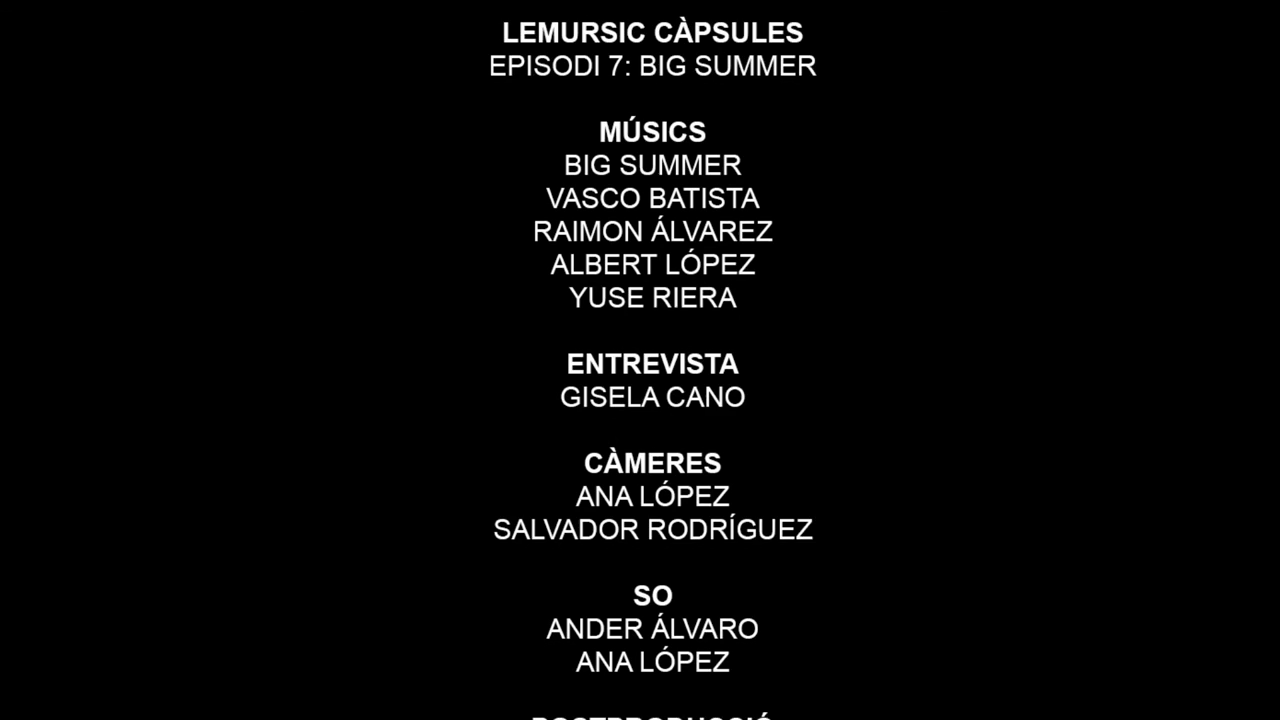 LEMURSIC CÀPSULES
EPISODI 7: BIG SUMMER
MÚSICS
BIG SUMMER
VASCO BATISTA
RAIMON ÁLVAREZ
ALBERT LÓPEZ
YUSE RIERA
ENTREVISTA
GISELA CANO
CÀMERES
ANA LÓPEZ
SALVADOR RODRÍGUEZ
SO
ANDER ÁLVARO
ANA LÓPEZ
POSTPRODUCCIÓ